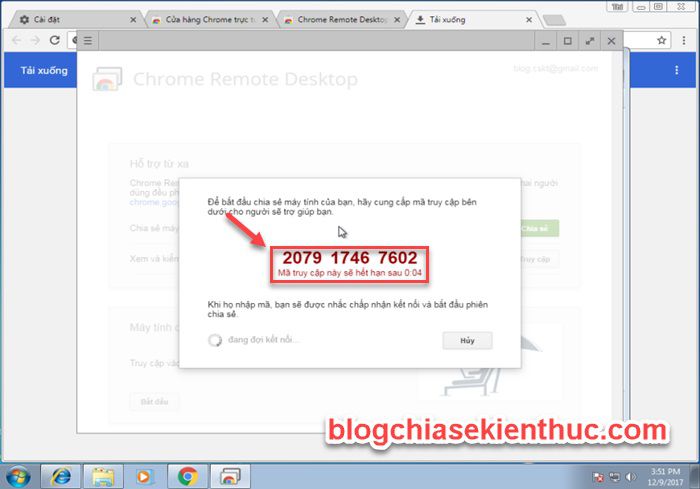 Cài đặt
Cửa hàng Chrome trực tu
Chrome Remote Desktop
Tải xuống
Tải xuống
Chrome Remote Desktop
blog.cskt@gmail.com
Hỗ trợ từ xa
Chrome Remo
hai người
dùng đều ph
chrome.goog
Chia sẻ máy
Chia sẻ
Xem và kiểm
Truy cập
Để bắt đầu chia sẻ máy tính của bạn, hãy cung cấp mã truy cập bên
dưới cho người sẽ trợ giúp bạn.
2079 1746 7602
Mã truy cập này sẽ hết hạn sau 0:04
Khi họ nhập mã, bạn sẽ được nhắc chấp nhận kết nối và bắt đầu phiên
chia sẻ.
đang đợi kết nối...
Hủy
Máy tính c
Truy cập vào
Bắt đầu
blogchiasekienthuc.com
3:51 PM
12/9/2017